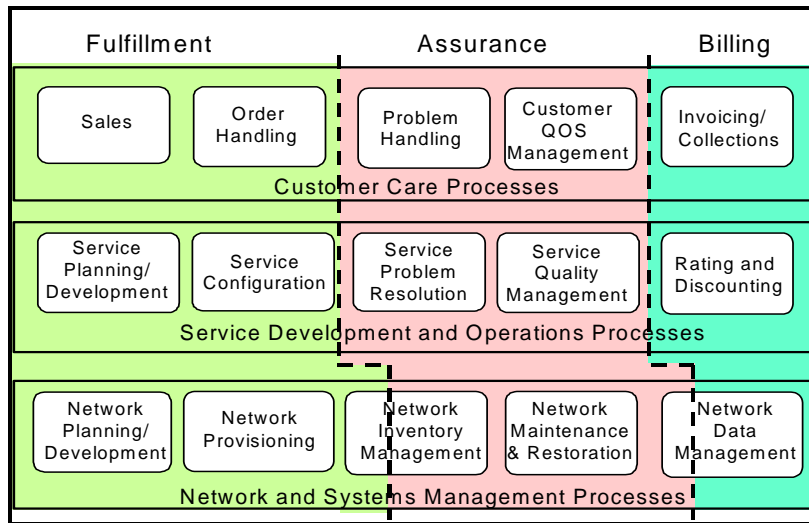 Fulfillment Assurance Billing
Sales
Order
Handling
Problem
Handling
Customer
QOS
Management
Invoicing/
Collections
Customer Care Processes
Service
Planning/
Development
Service
Configuration
Service
Problem
Resolution
Service
Quality
Management
Rating and
Discounting
Service Development and Operations Processes
Network
Planning/
Development
Network
Provisioning
Network
Inventory
Management
Network
Maintenance
& Restoration
Network
Data
Management
Network and Systems Management Processes